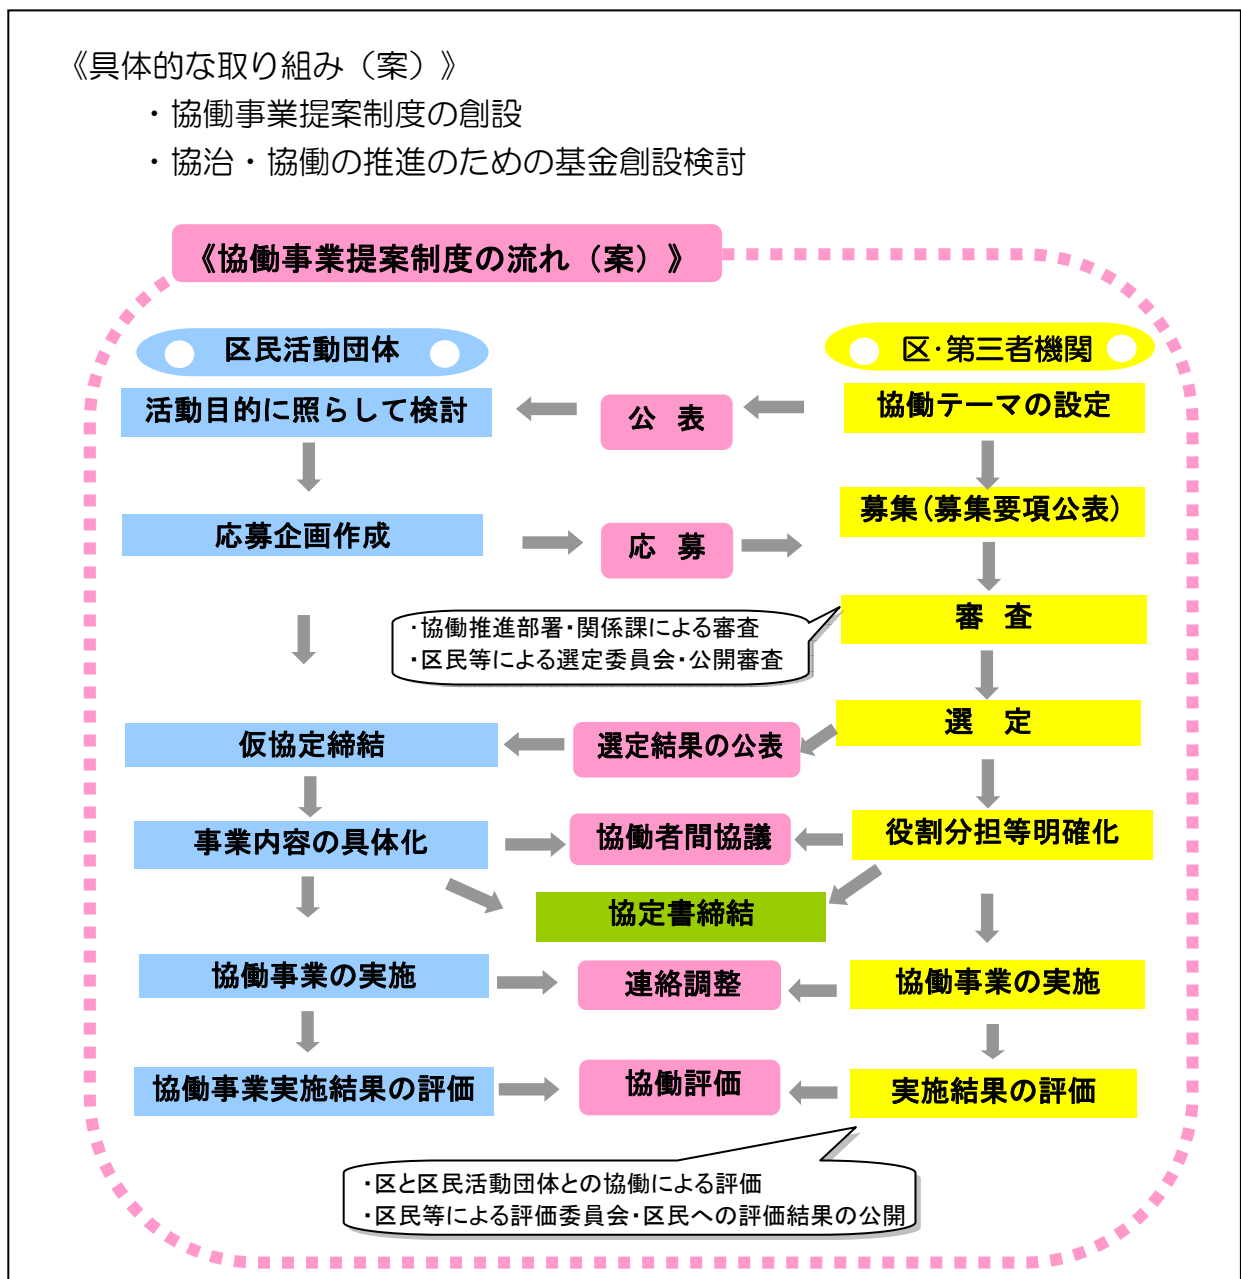 《具体的な取り組み（案）》
・協働事業提案制度の創設
・協治・協働の推進のための基金創設検討
《協働事業提案制度の流れ（案）》
区民活動団体
区･第三者機関
活動目的に照らして検討
公 表
協働テーマの設定
募集(募集要項公表)
応募企画作成
応 募
審 査
・協働推進部署・関係課による審査
・区民等による選定委員会・公開審査
選 定
仮協定締結
選定結果の公表
事業内容の具体化
協働者間協議
役割分担等明確化
協定書締結
協働事業の実施
連絡調整
協働事業の実施
協働事業実施結果の評価
協働評価
実施結果の評価
・区と区民活動団体との協働による評価
・区民等による評価委員会・区民への評価結果の公開